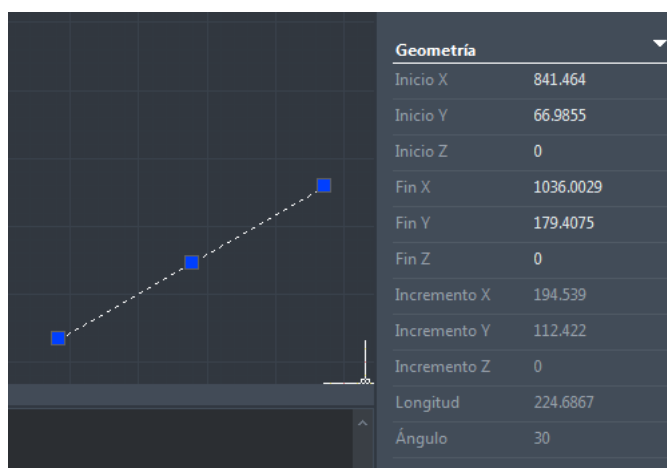 Geometría
Inicio X 841.464
Inicio Y 66.9855
Inicio Z 0
Fin X 1036.0029
Fin Y 179.4075
Fin Z 0
Incremento X 194.539
Incremento Y 112.422
Incremento Z 0
Longitud 224.6867
Ángulo 30